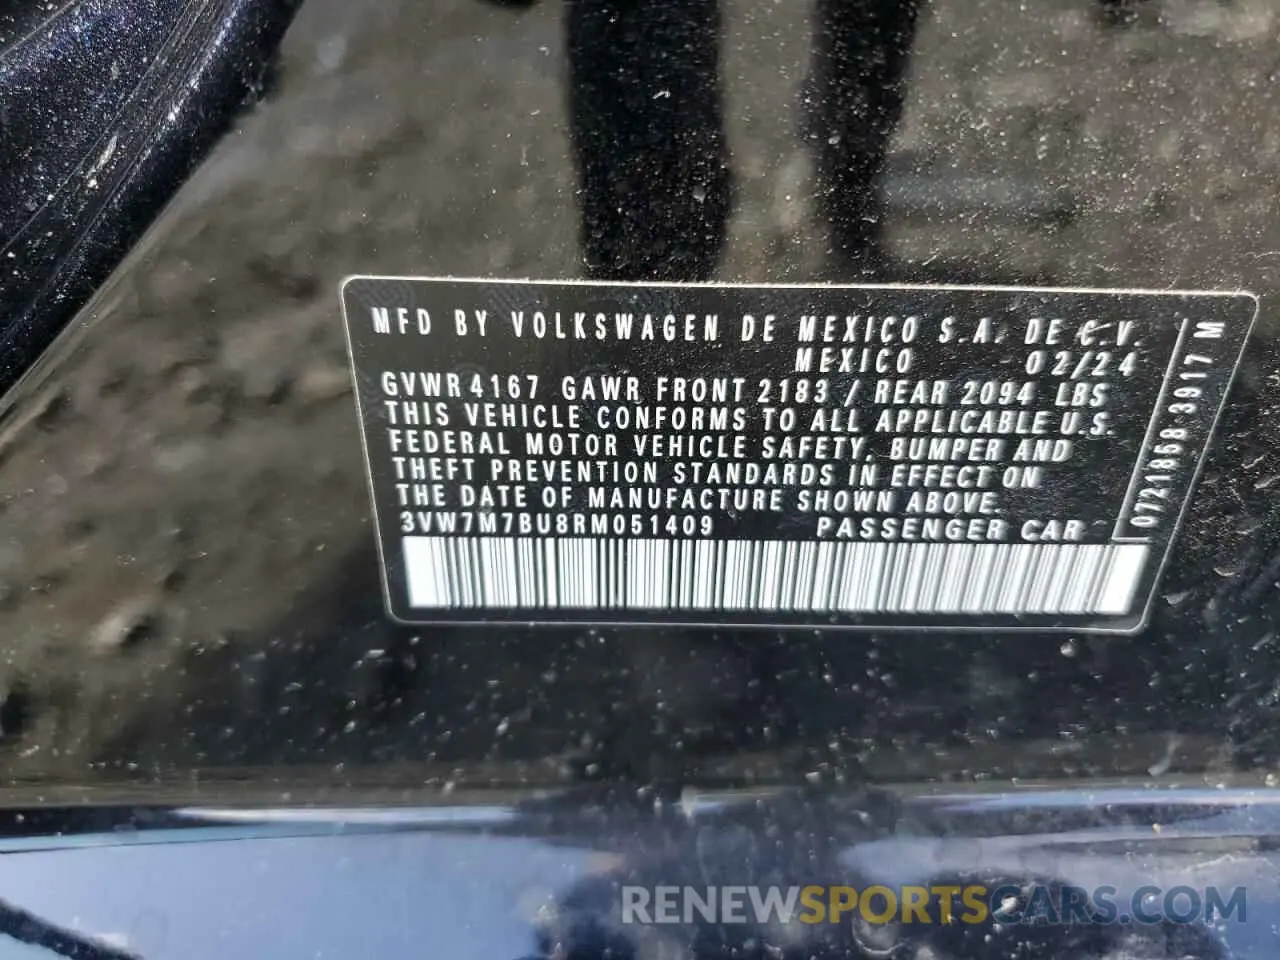 MFD BY VOLKSWAGEN DE MEXICO S.A. DE C.V.
MEXICO 02/24
GVWR 4167 GAWR FRONT 2183 / REAR 2094 LBS
THIS VEHICLE CONFORMS TO ALL APPLICABLE U.S.
FEDERAL MOTOR VEHICLE SAFETY, BUMPER AND
THEFT PREVENTION STANDARDS IN EFFECT ON
THE DATE OF MANUFACTURE SHOWN ABOVE.
3VW7M7BU8RM051409 PASSENGER CAR
0721858 3917 M
RENEWSPORTSCARS.COM